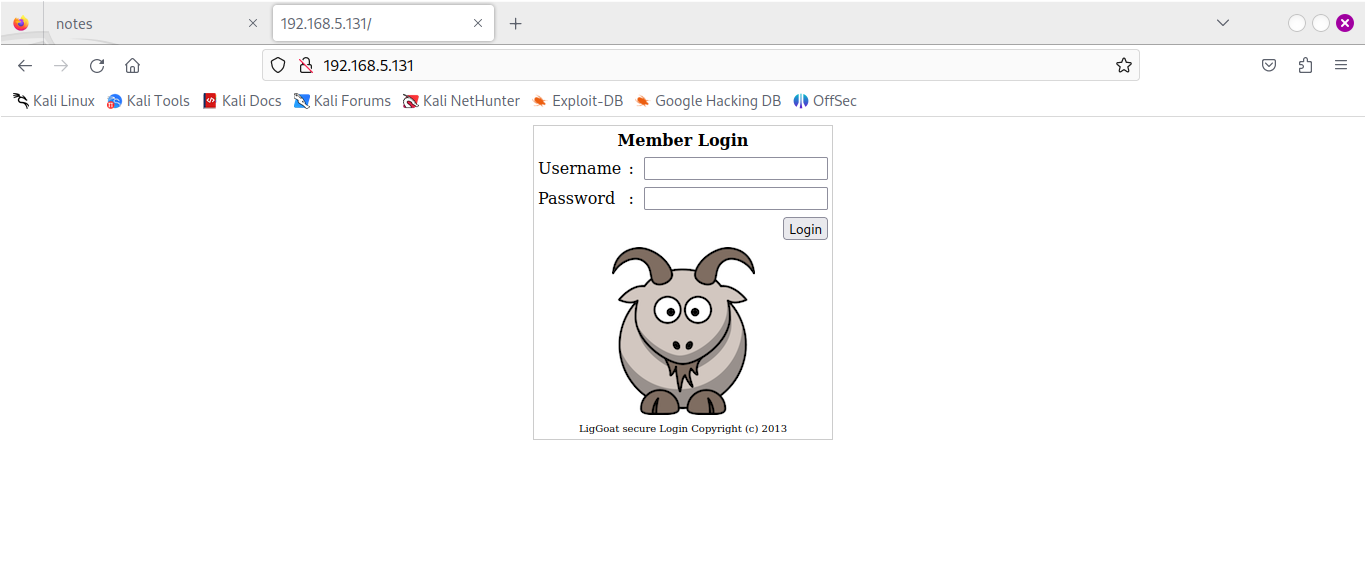 notes
192.168.5.131/
192.168.5.131
Kali Linux Kali Tools Kali Docs Kali Forums Kali NetHunter Exploit-DB Google Hacking DB OffSec
Member Login
Username :
Password :
Login
LigGoat secure Login Copyright (c) 2013